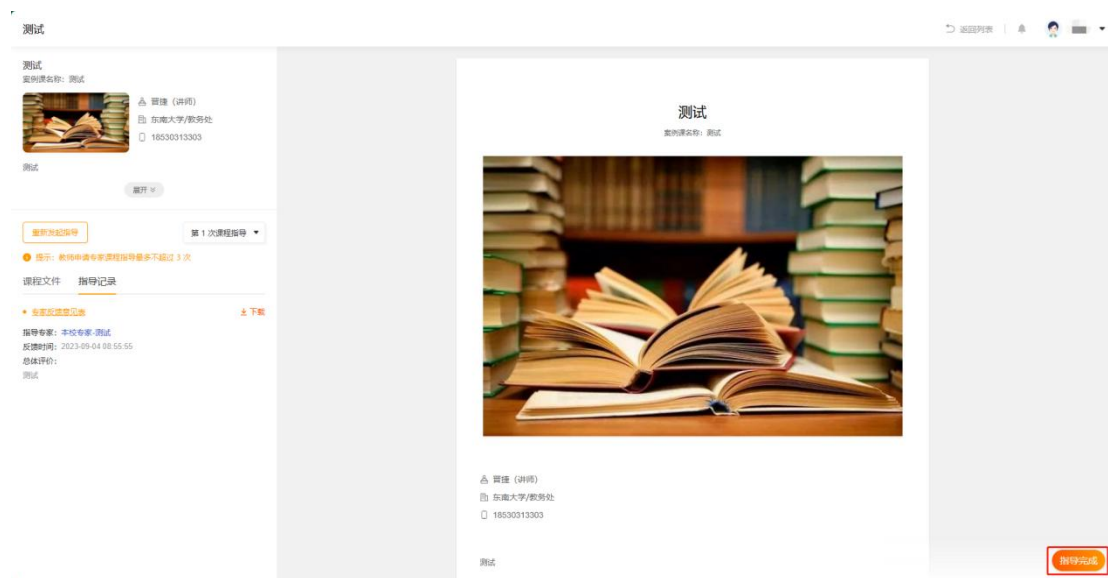 测试
返回列表
测试
案例课名称：测试
曾捷（讲师）
东南大学/教务处
18530313303
测试
展开
重新发起指导
第 1 次课程指导
提示：教师申请专家课程指导最多不超过 3 次
课程文件 指导记录
专家反馈意见表 下载
指导专家：本校专家-测试
反馈时间：2023-09-04 08:55:55
总体评价：
测试
测试
案例课名称：测试
曾捷（讲师）
东南大学/教务处
18530313303
测试
指导完成